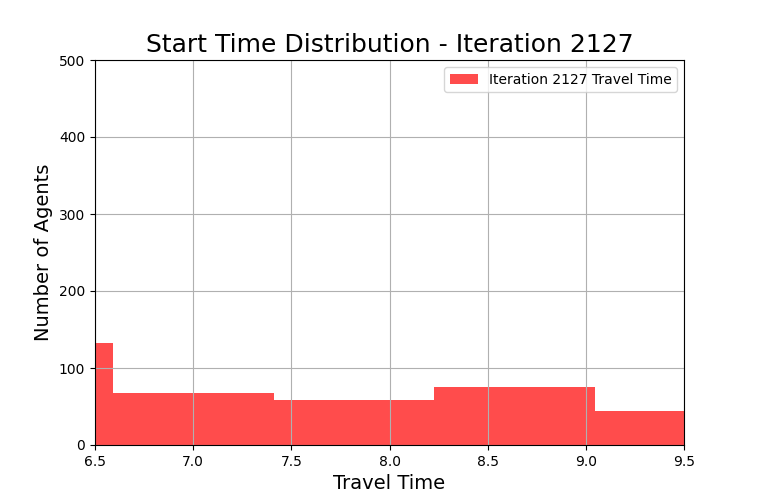 Start Time Distribution - Iteration 2127
Iteration 2127 Travel Time
Number of Agents
500
400
300
200
100
0
6.5 7.0 7.5 8.0 8.5 9.0 9.5
Travel Time